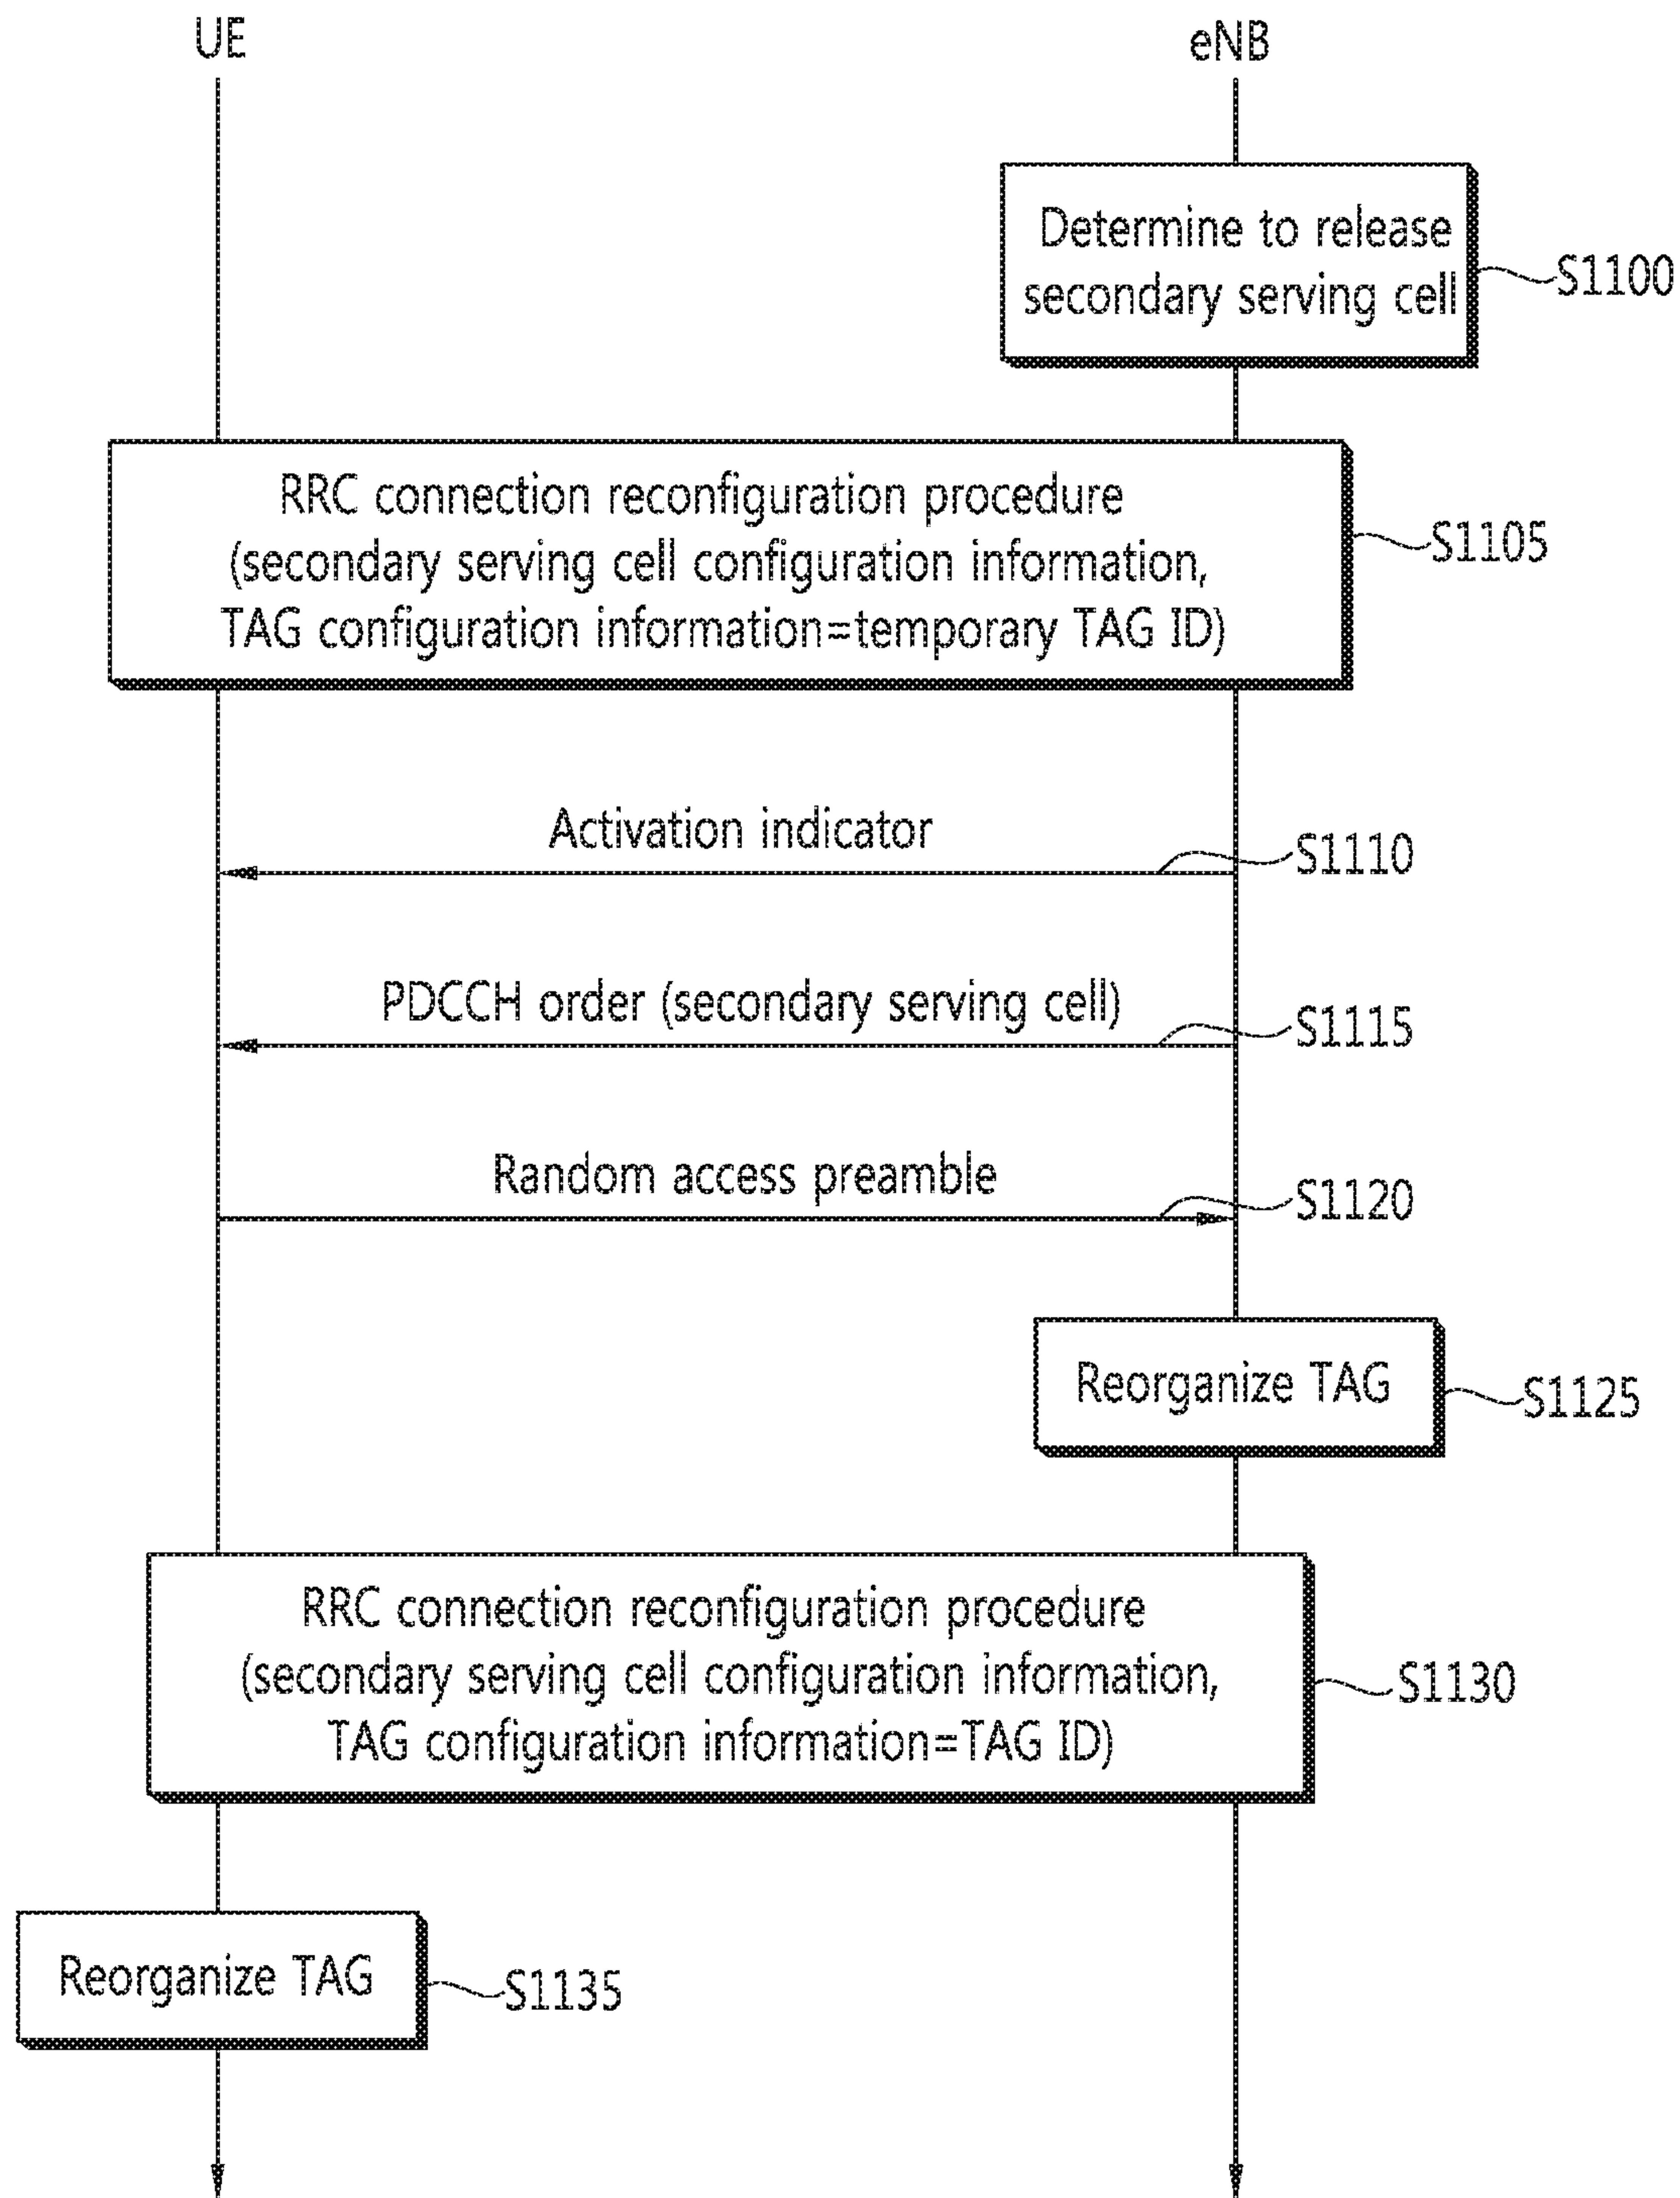 UE
eNB
Determine to release
secondary serving cell
S1100
RRC connection reconfiguration procedure
(secondary serving cell configuration information,
TAG configuration information=temporary TAG ID)
S1105
Activation indicator
S1110
PDCCH order (secondary serving cell)
S1115
Random access preamble
S1120
Reorganize TAG
S1125
RRC connection reconfiguration procedure
(secondary serving cell configuration information,
TAG configuration information=TAG ID)
S1130
Reorganize TAG
S1135